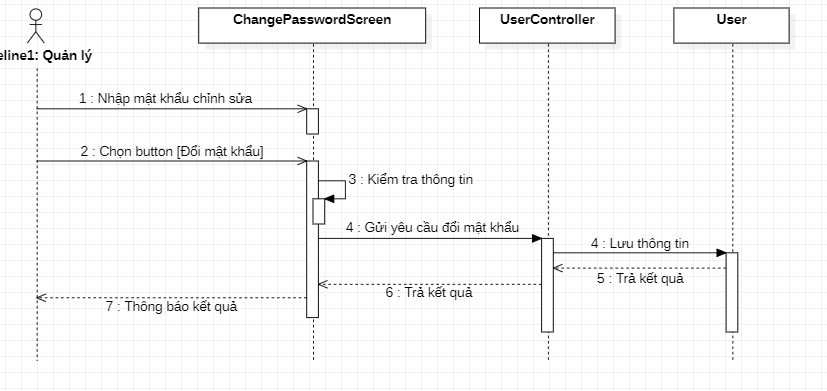 ChangePasswordScreen
UserController
User
eline1: Quản lý
1 : Nhập mật khẩu chỉnh sửa
2 : Chọn button [Đổi mật khẩu]
3 : Kiểm tra thông tin
4 : Gửi yêu cầu đổi mật khẩu
4 : Lưu thông tin
5 : Trả kết quả
6 : Trả kết quả
7 : Thông báo kết quả